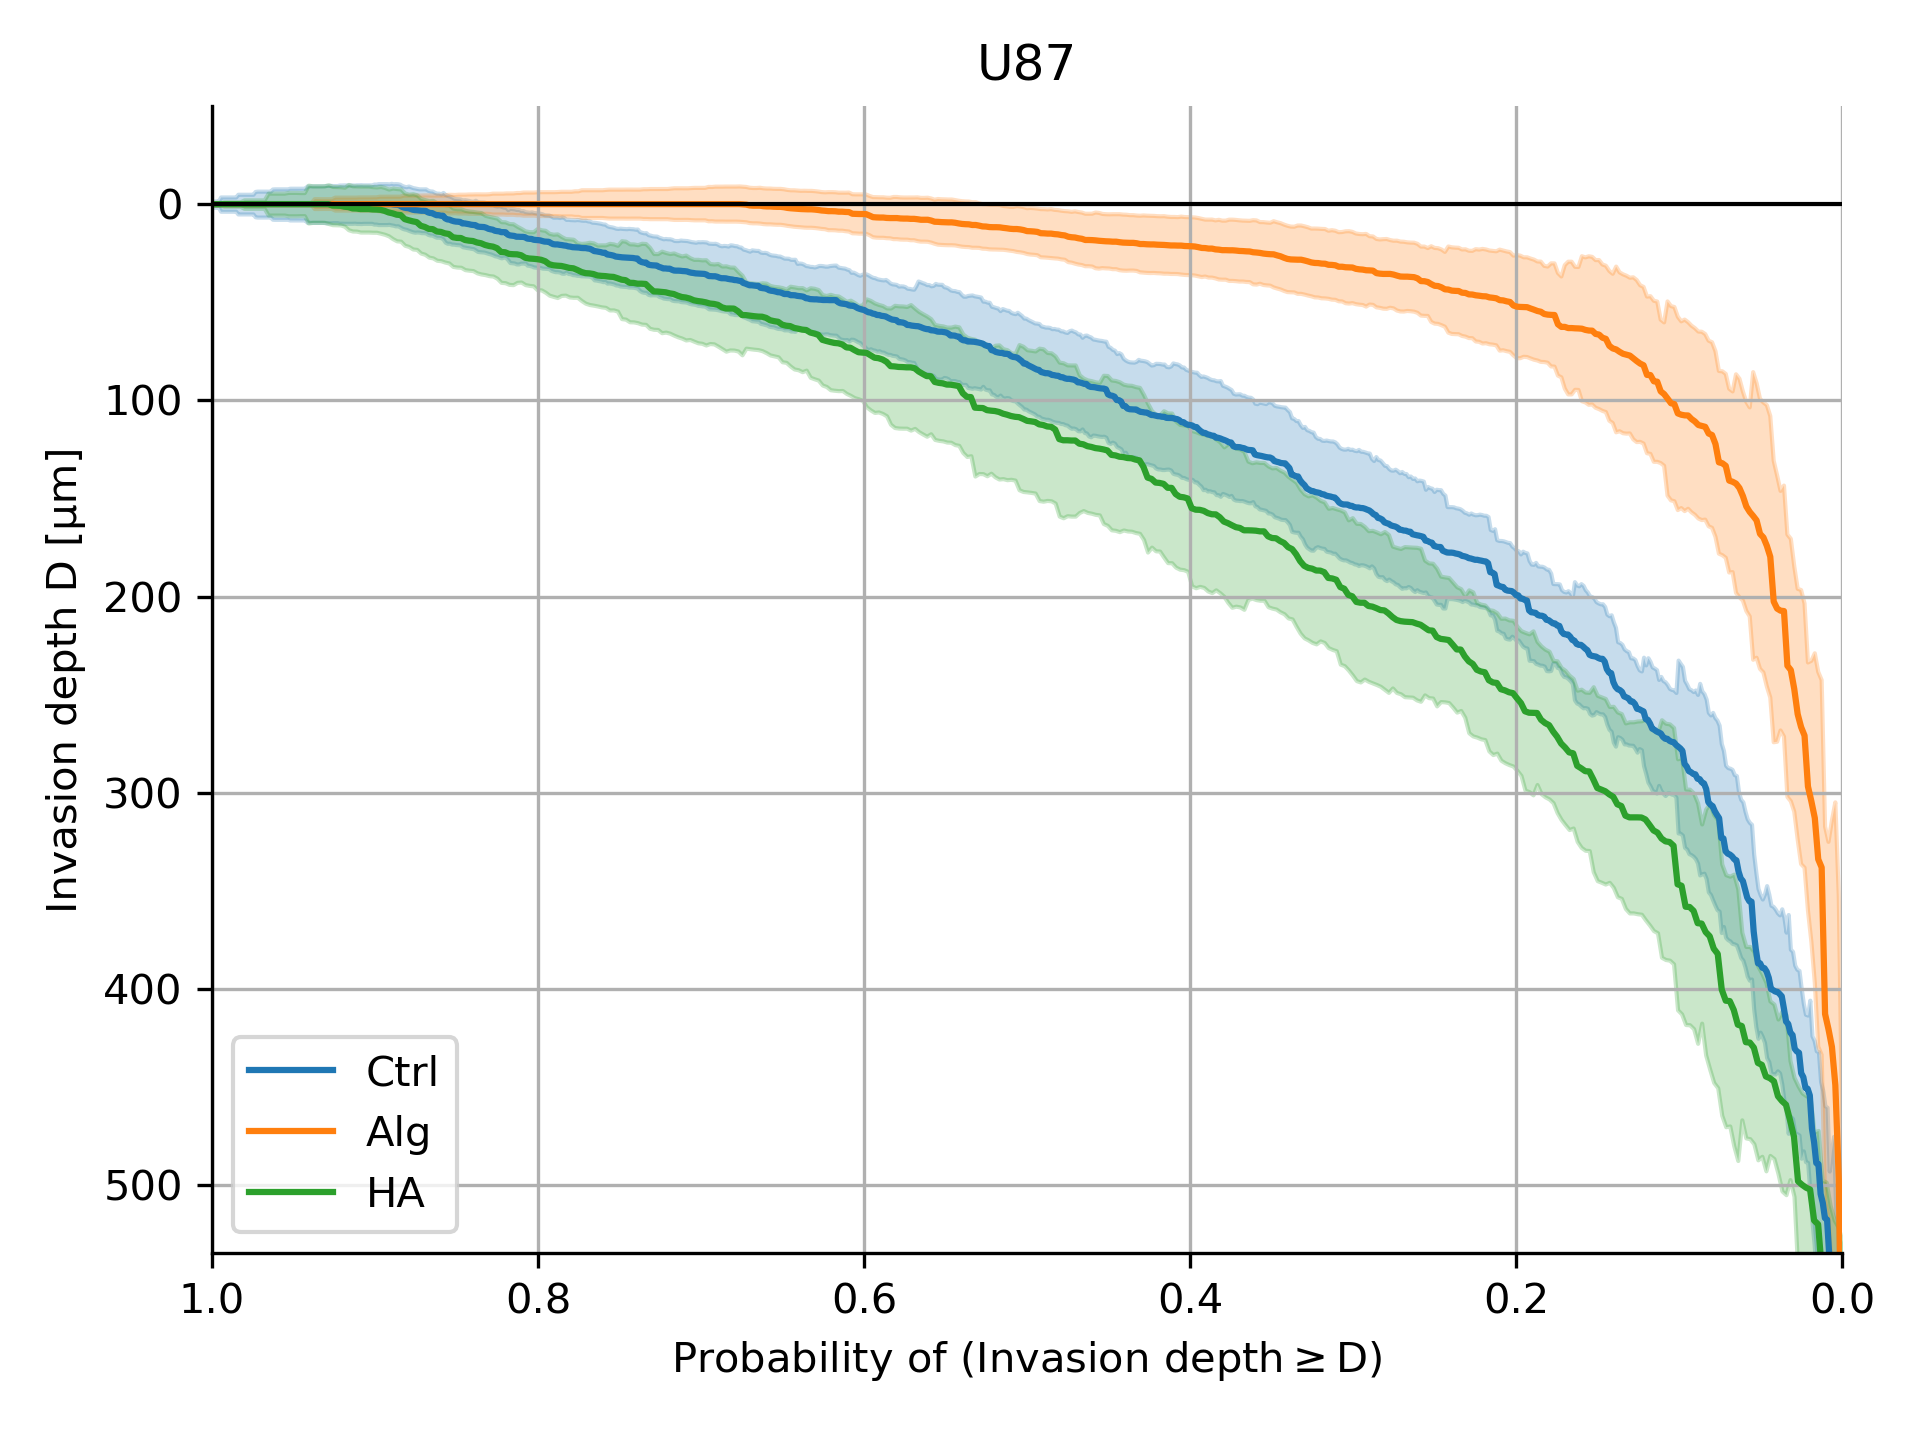 U87
Invasion depth D [µm]
0
100
200
300
400
500
Ctrl
Alg
HA
1.0 0.8 0.6 0.4 0.2 0.0
Probability of (Invasion depth ≥ D)